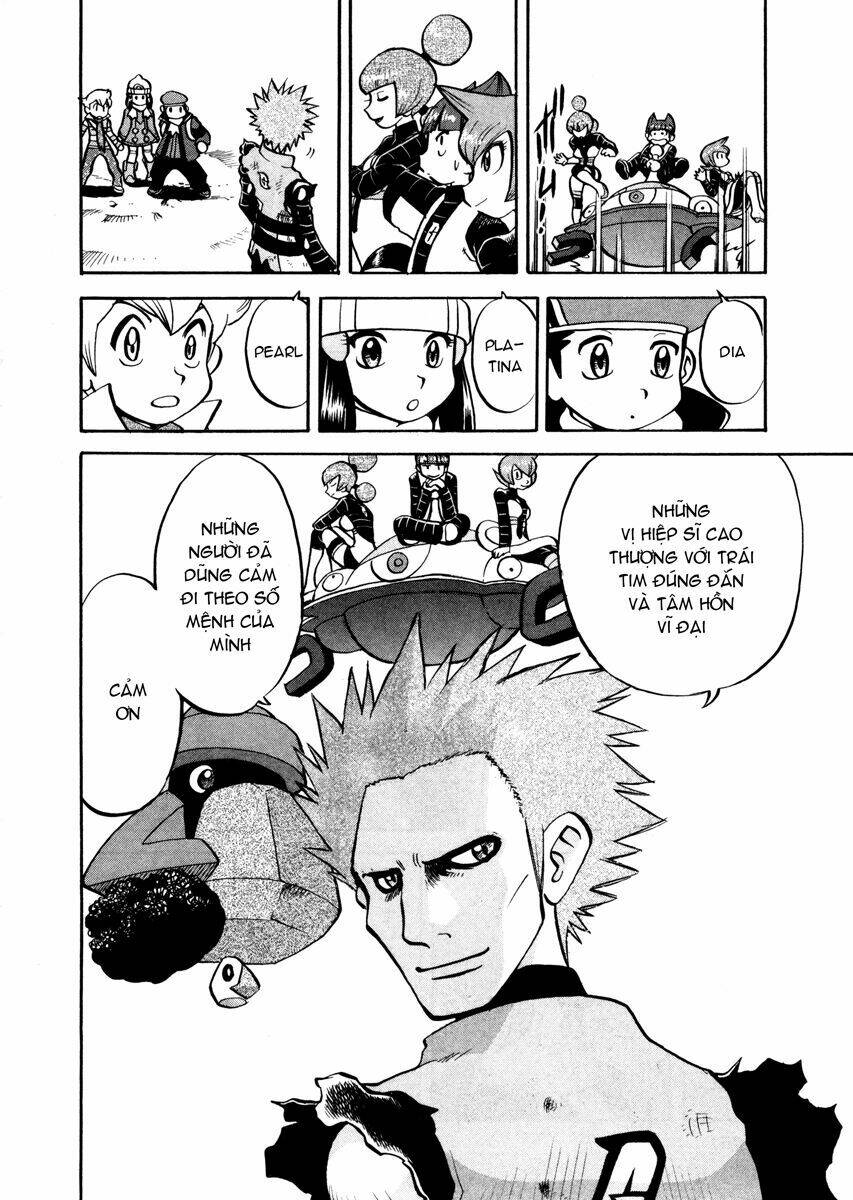 DIA
PLA-
TINA
PEARL
NHỮNG
VỊ HIỆP SĨ CAO
THƯỢNG VỚI TRÁI
TIM ĐÚNG ĐẮN
VÀ TÂM HỒN
VĨ ĐẠI
NHỮNG
NGƯỜI ĐÃ
DŨNG CẢM
ĐI THEO SỐ
MỆNH CỦA
MÌNH
CẢM
ƠN